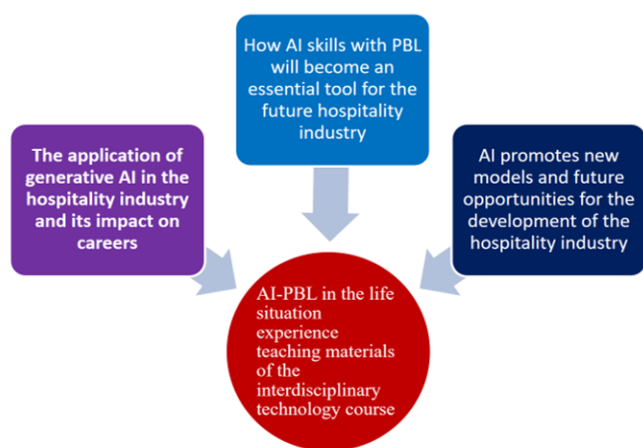 How AI skills with PBL
will become an
essential tool for the
future hospitality
industry
The application of
generative AI in the
hospitality industry
and its impact on
careers
AI promotes new
models and future
opportunities for the
development of the
hospitality industry
AI-PBL in the life
situation
experience
teaching materials
of the
interdisciplinary
technology course